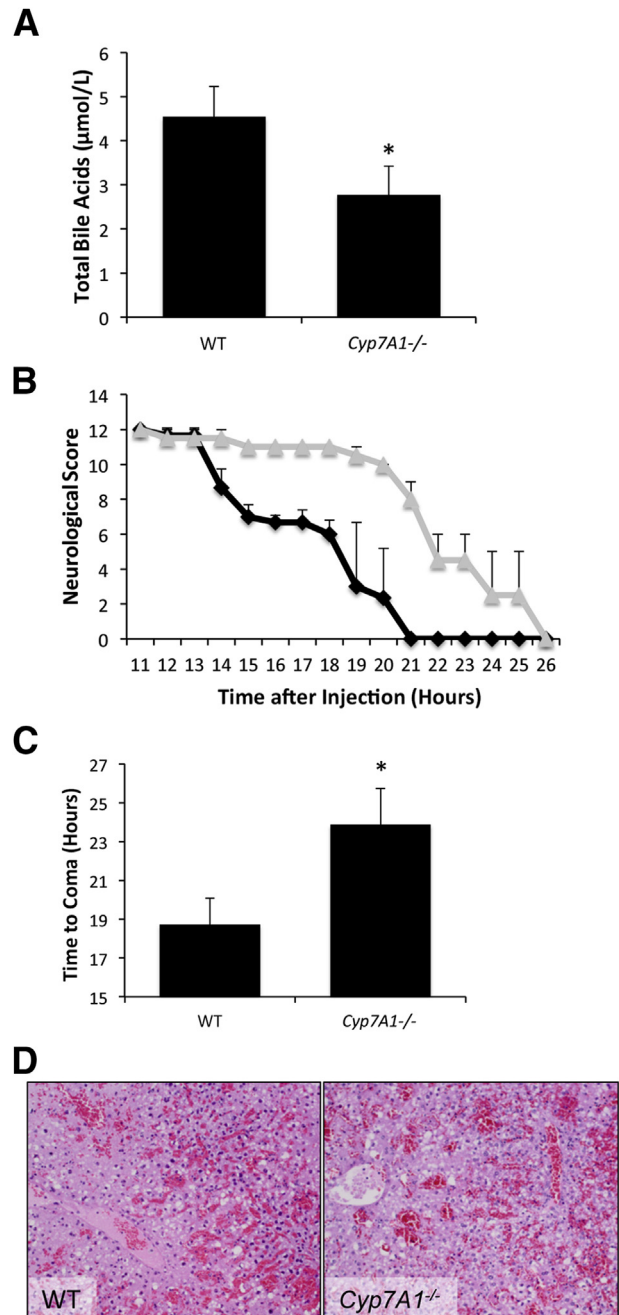 A
Total Bile Acids (µmol/L)
6
5
4
3
2
1
0
*
WT
Cyp7A1-/-
B
Neurological Score
14
12
10
8
6
4
2
0
11 12 13 14 15 16 17 18 19 20 21 22 23 24 25 26
Time after Injection (Hours)
C
Time to Coma (Hours)
27
25
23
21
19
17
15
*
WT
Cyp7A1-/-
D
WT
Cyp7A1-/-